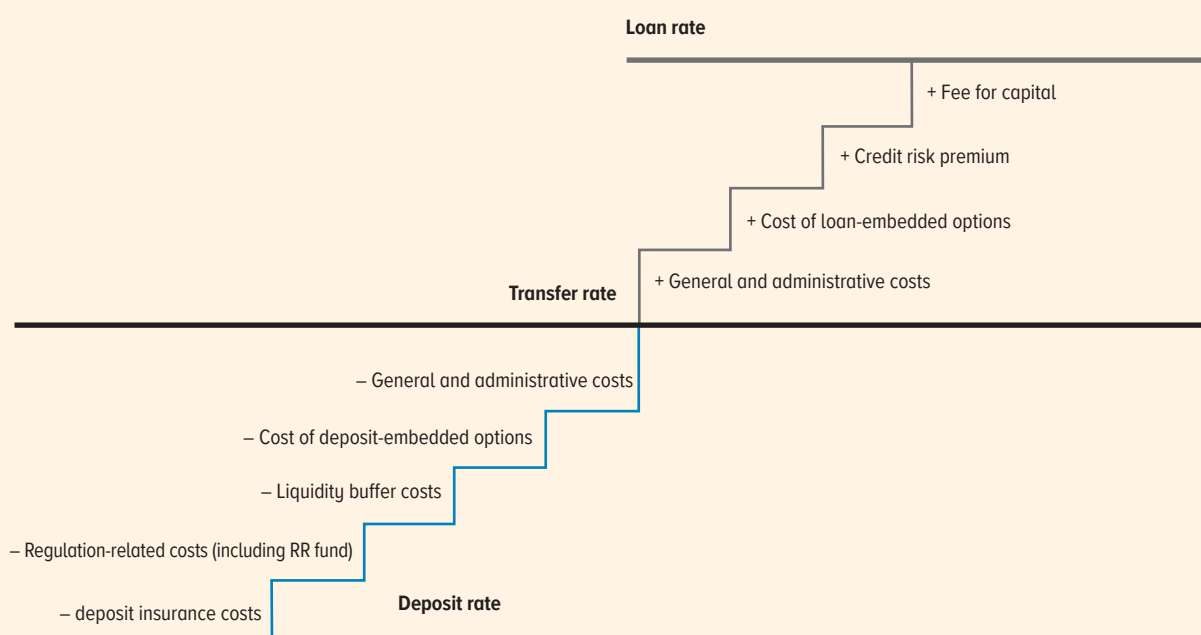 Loan rate
+ Fee for capital
+ Credit risk premium
+ Cost of loan-embedded options
+ General and administrative costs
Transfer rate
– General and administrative costs
– Cost of deposit-embedded options
– Liquidity buffer costs
– Regulation-related costs (including RR fund)
Deposit rate
– deposit insurance costs